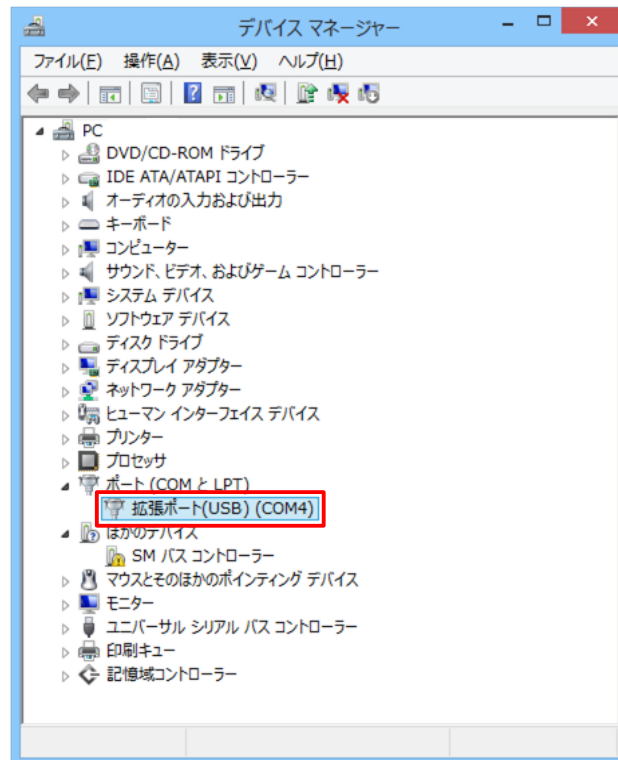 デバイス マネージャー
ファイル(F) 操作(A) 表示(V) ヘルプ(H)
PC
DVD/CD-ROM ドライブ
IDE ATA/ATAPI コントローラー
オーディオの入力および出力
キーボード
コンピューター
サウンド、ビデオ、およびゲーム コントローラー
システム デバイス
ソフトウェア デバイス
ディスク ドライブ
ディスプレイ アダプター
ネットワーク アダプター
ヒューマン インターフェイス デバイス
プリンター
プロセッサ
ポート (COM と LPT)
拡張ポート(USB) (COM4)
ほかのデバイス
SM バス コントローラー
マウスとそのほかのポインティング デバイス
モニター
ユニバーサル シリアル バス コントローラー
印刷キュー
記憶域コントローラー